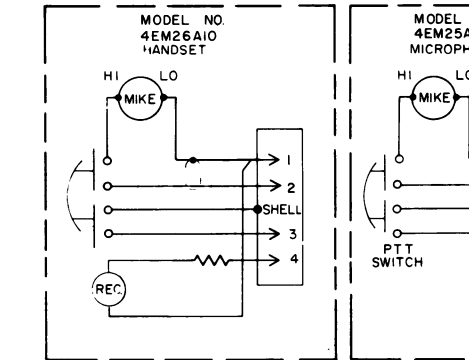 MODEL NO.
4EM26A10
HANDSET
HI LO
MIKE
1
2
SHELL
3
4
REC
MODEL
4EM25A
MICROPH
HI
MIKE
PTT
SWITCH